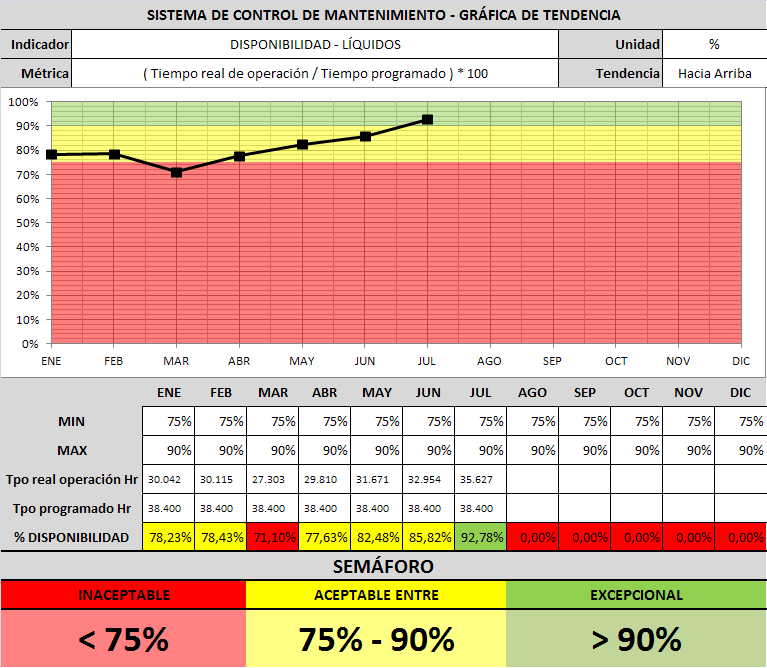 SISTEMA DE CONTROL DE MANTENIMIENTO - GRÁFICA DE TENDENCIA
Indicador DISPONIBILIDAD - LÍQUIDOS Unidad %
Métrica ( Tiempo real de operación / Tiempo programado ) * 100 Tendencia Hacia Arriba
100%
90%
80%
70%
60%
50%
40%
30%
20%
10%
0%
ENE FEB MAR ABR MAY JUN JUL AGO SEP OCT NOV DIC
ENE FEB MAR ABR MAY JUN JUL AGO SEP OCT NOV DIC
MIN 75% 75% 75% 75% 75% 75% 75% 75% 75% 75% 75% 75%
MAX 90% 90% 90% 90% 90% 90% 90% 90% 90% 90% 90% 90%
Tpo real operación Hr 30.042 30.115 27.303 29.810 31.671 32.954 35.627
Tpo programado Hr 38.400 38.400 38.400 38.400 38.400 38.400 38.400
% DISPONIBILIDAD 78,23% 78,43% 71,10% 77,63% 82,48% 85,82% 92,78% 0,00% 0,00% 0,00% 0,00% 0,00%
SEMÁFORO
INACEPTABLE ACEPTABLE ENTRE EXCEPCIONAL
< 75% 75% - 90% > 90%